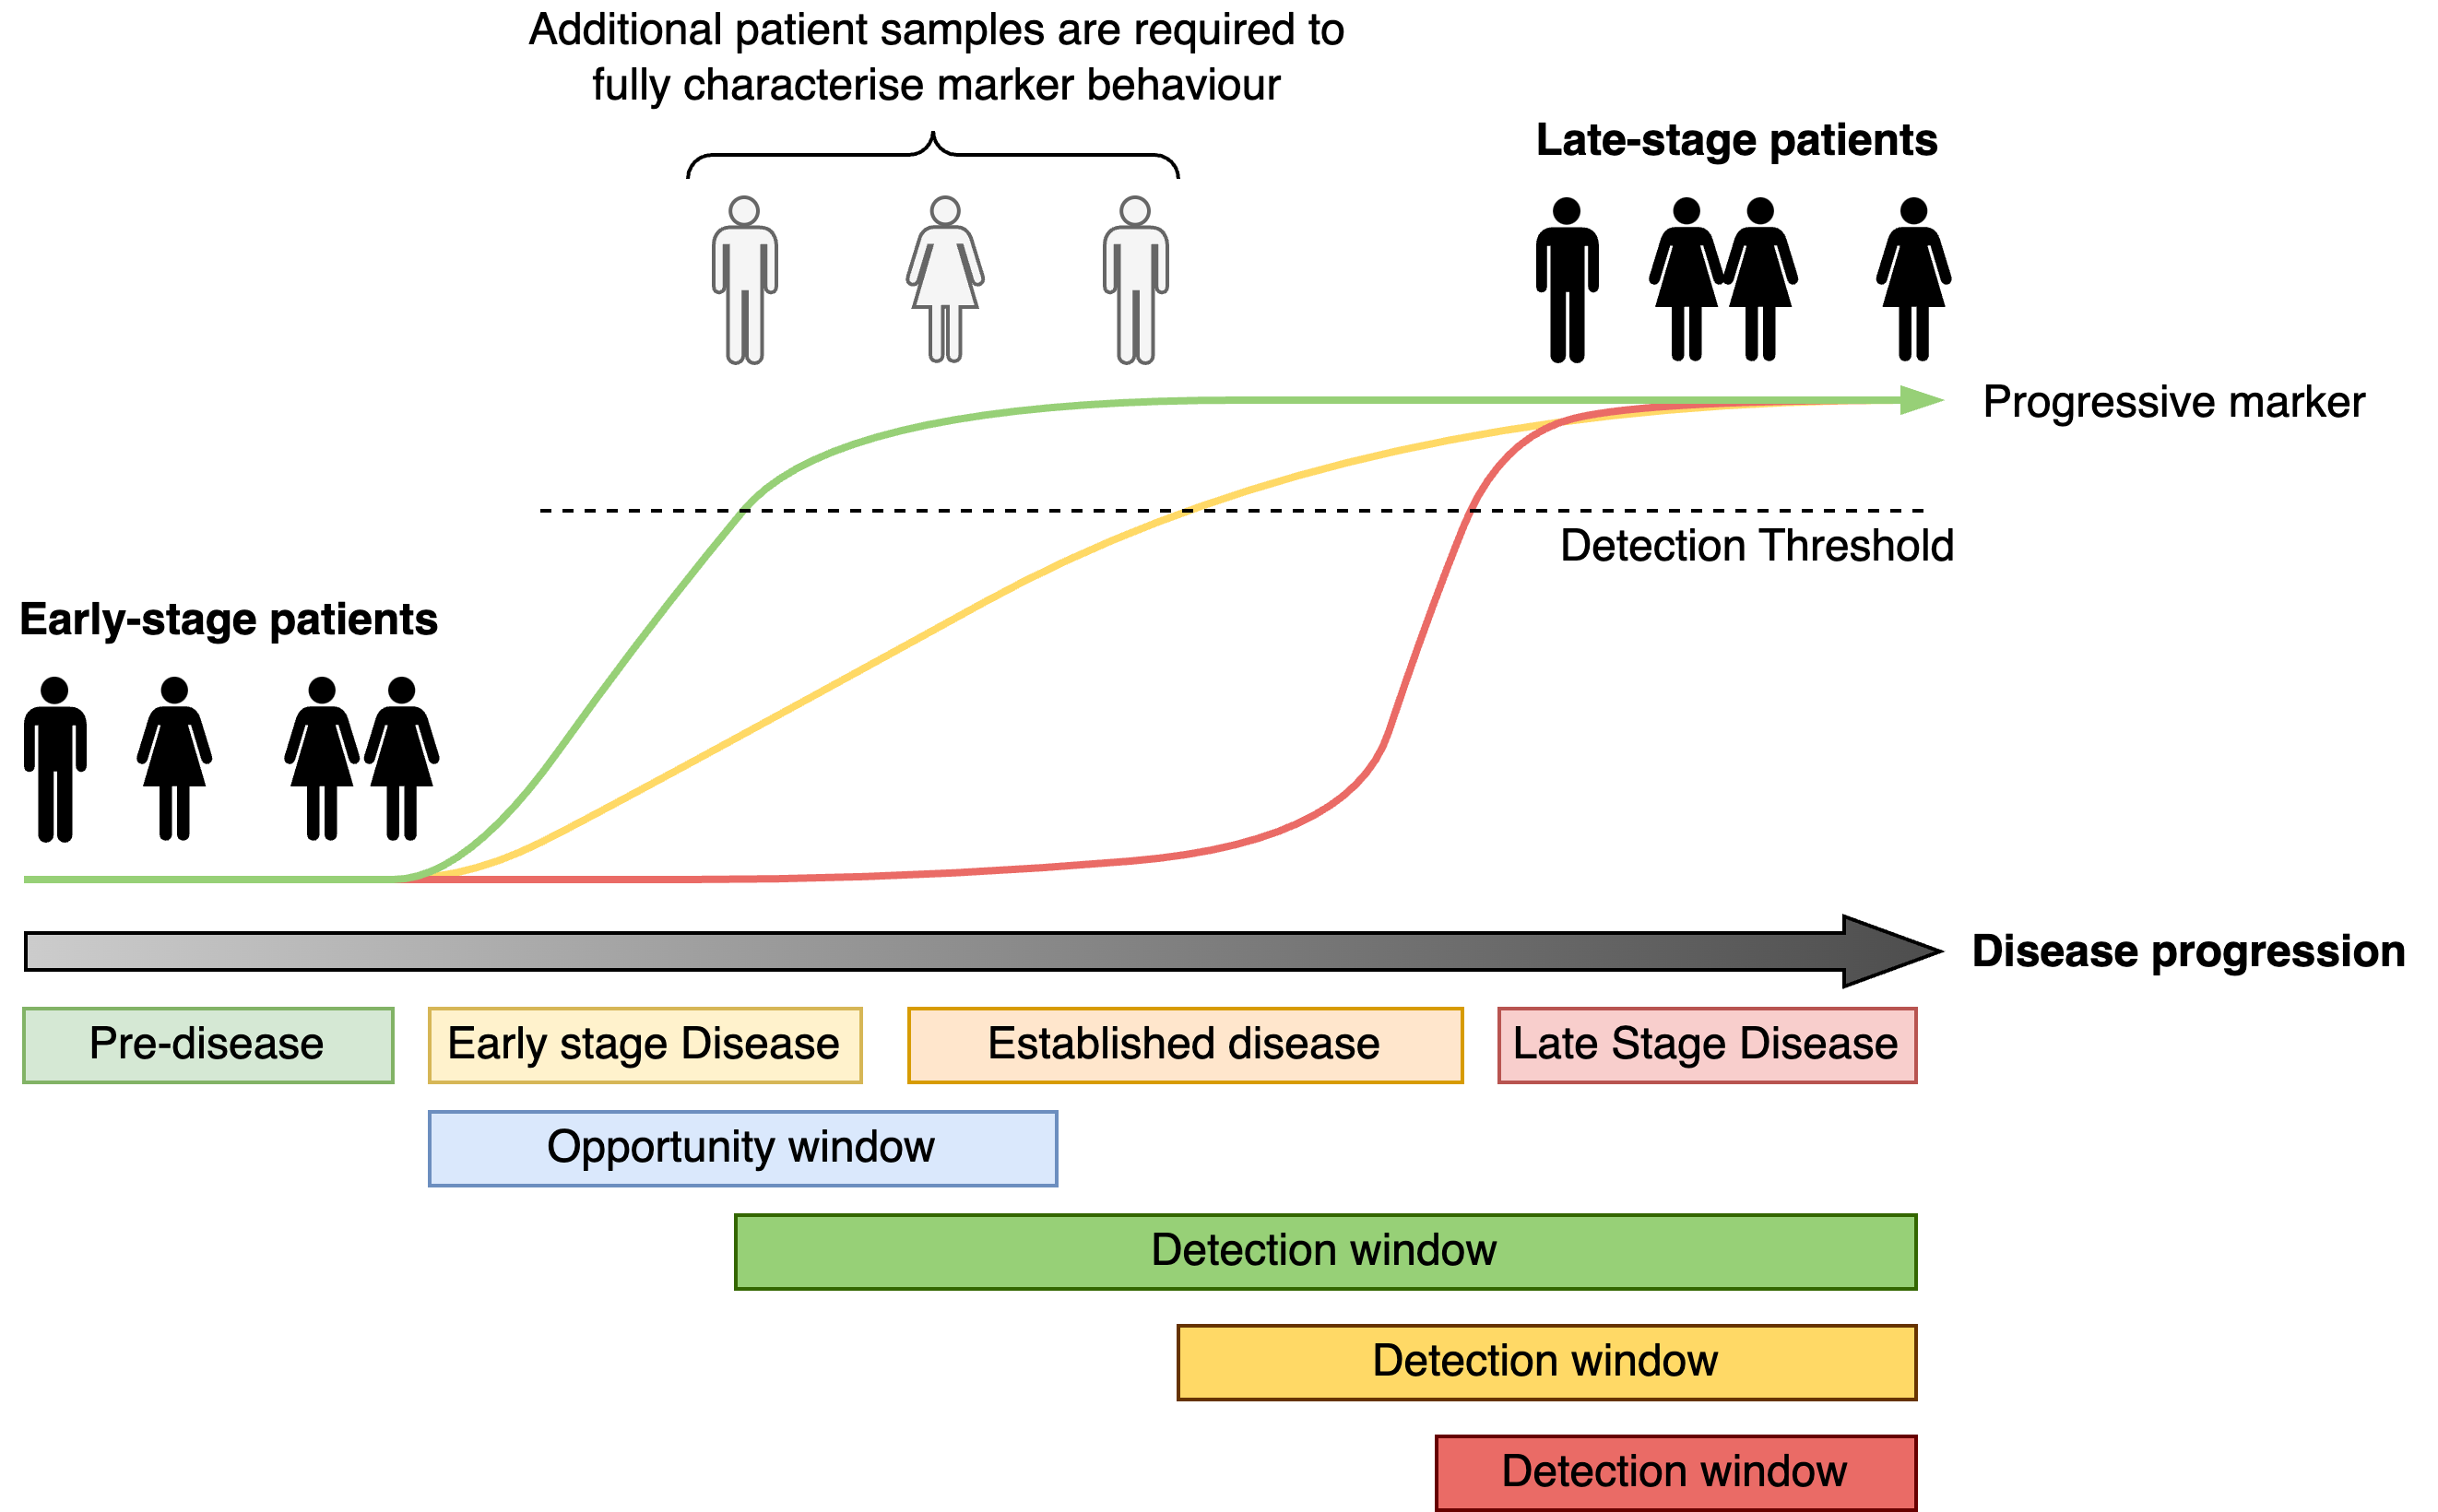 Additional patient samples are required to
fully characterise marker behaviour
Late-stage patients
Progressive marker
Detection Threshold
Early-stage patients
Disease progression
Pre-disease
Early stage Disease
Established disease
Late Stage Disease
Opportunity window
Detection window
Detection window
Detection window